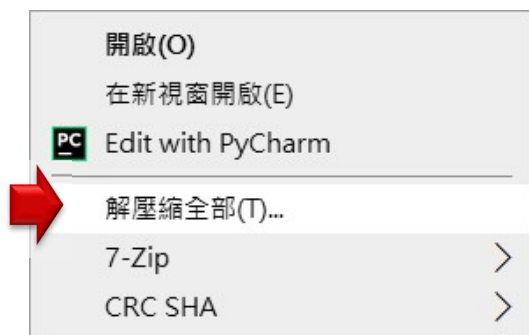 開啟(O)
在新視窗開啟(E)
PC Edit with PyCharm
解壓縮全部(T)...
7-Zip
CRC SHA